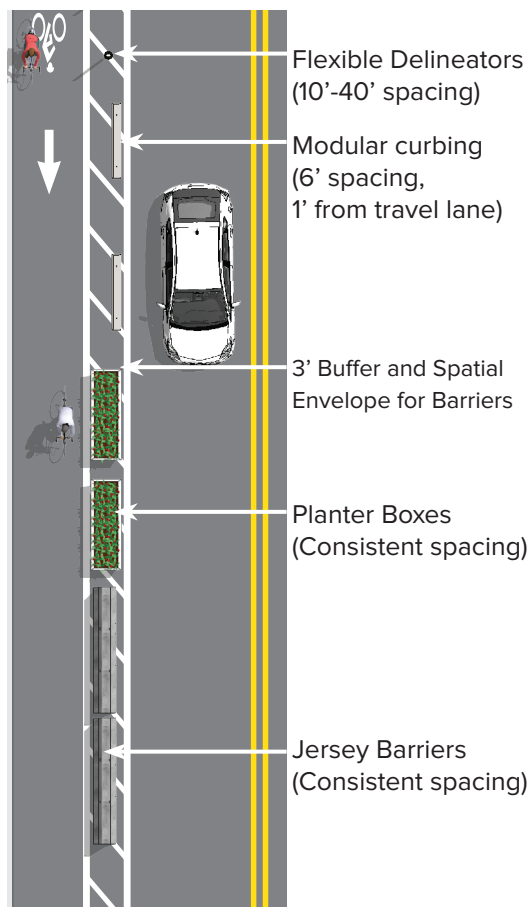 Flexible Delineators
(10’-40’ spacing)
Modular curbing
(6’ spacing,
1’ from travel lane)
3’ Buffer and Spatial
Envelope for Barriers
Planter Boxes
(Consistent spacing)
Jersey Barriers
(Consistent spacing)